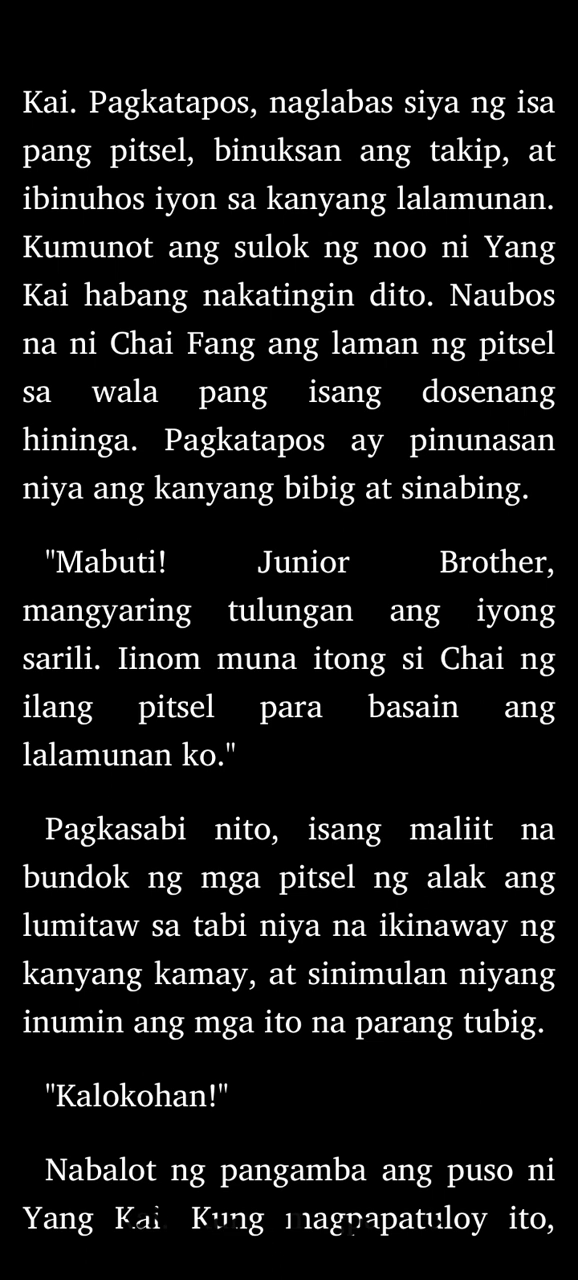 Kai. Pagkatapos, naglabas siya ng isa
pang pitsel, binuksan ang takip, at
ibinuhos iyon sa kanyang lalamunan.
Kumunot ang sulok ng noo ni Yang
Kai habang nakatingin dito. Naubos
na ni Chai Fang ang laman ng pitsel
sa wala pang isang dosenang
hininga. Pagkatapos ay pinunasan
niya ang kanyang bibig at sinabing.
"Mabuti! Junior Brother,
mangyaring tulungan ang iyong
sarili. Iinom muna itong si Chai ng
ilang pitsel para basain ang
lalamunan ko."
Pagkasabi nito, isang maliit na
bundok ng mga pitsel ng alak ang
lumitaw sa tabi niya na ikinaway ng
kanyang kamay, at sinimulan niyang
inumin ang mga ito na parang tubig.
"Kalokohan!"
Nabalot ng pangamba ang puso ni
Yang Kai. Kung magpapatuloy ito,